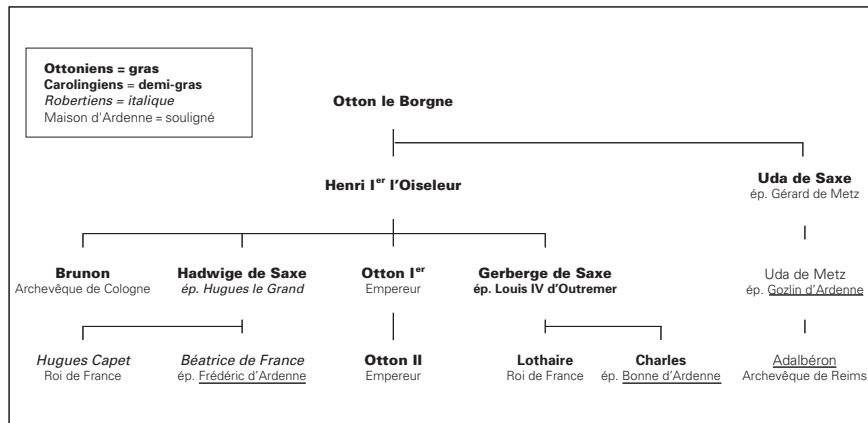 Ottoniens = gras
Carolingiens = demi-gras
Robertiens = italique
Maison d'Ardenne = souligné
Otton le Borgne
Henri Ier l'Oiseleur
Uda de Saxe
ép. Gérard de Metz
Brunon
Archevêque de Cologne
Hadwige de Saxe
ép. Hugues le Grand
Otton Ier
Empereur
Gerberge de Saxe
ép. Louis IV d'Outremer
Uda de Metz
ép. Gozlin d'Ardenne
Hugues Capet
Roi de France
Béatrice de France
ép. Frédéric d'Ardenne
Otton II
Empereur
Lothaire
Roi de France
Charles
ép. Bonne d'Ardenne
Adalbéron
Archevêque de Reims